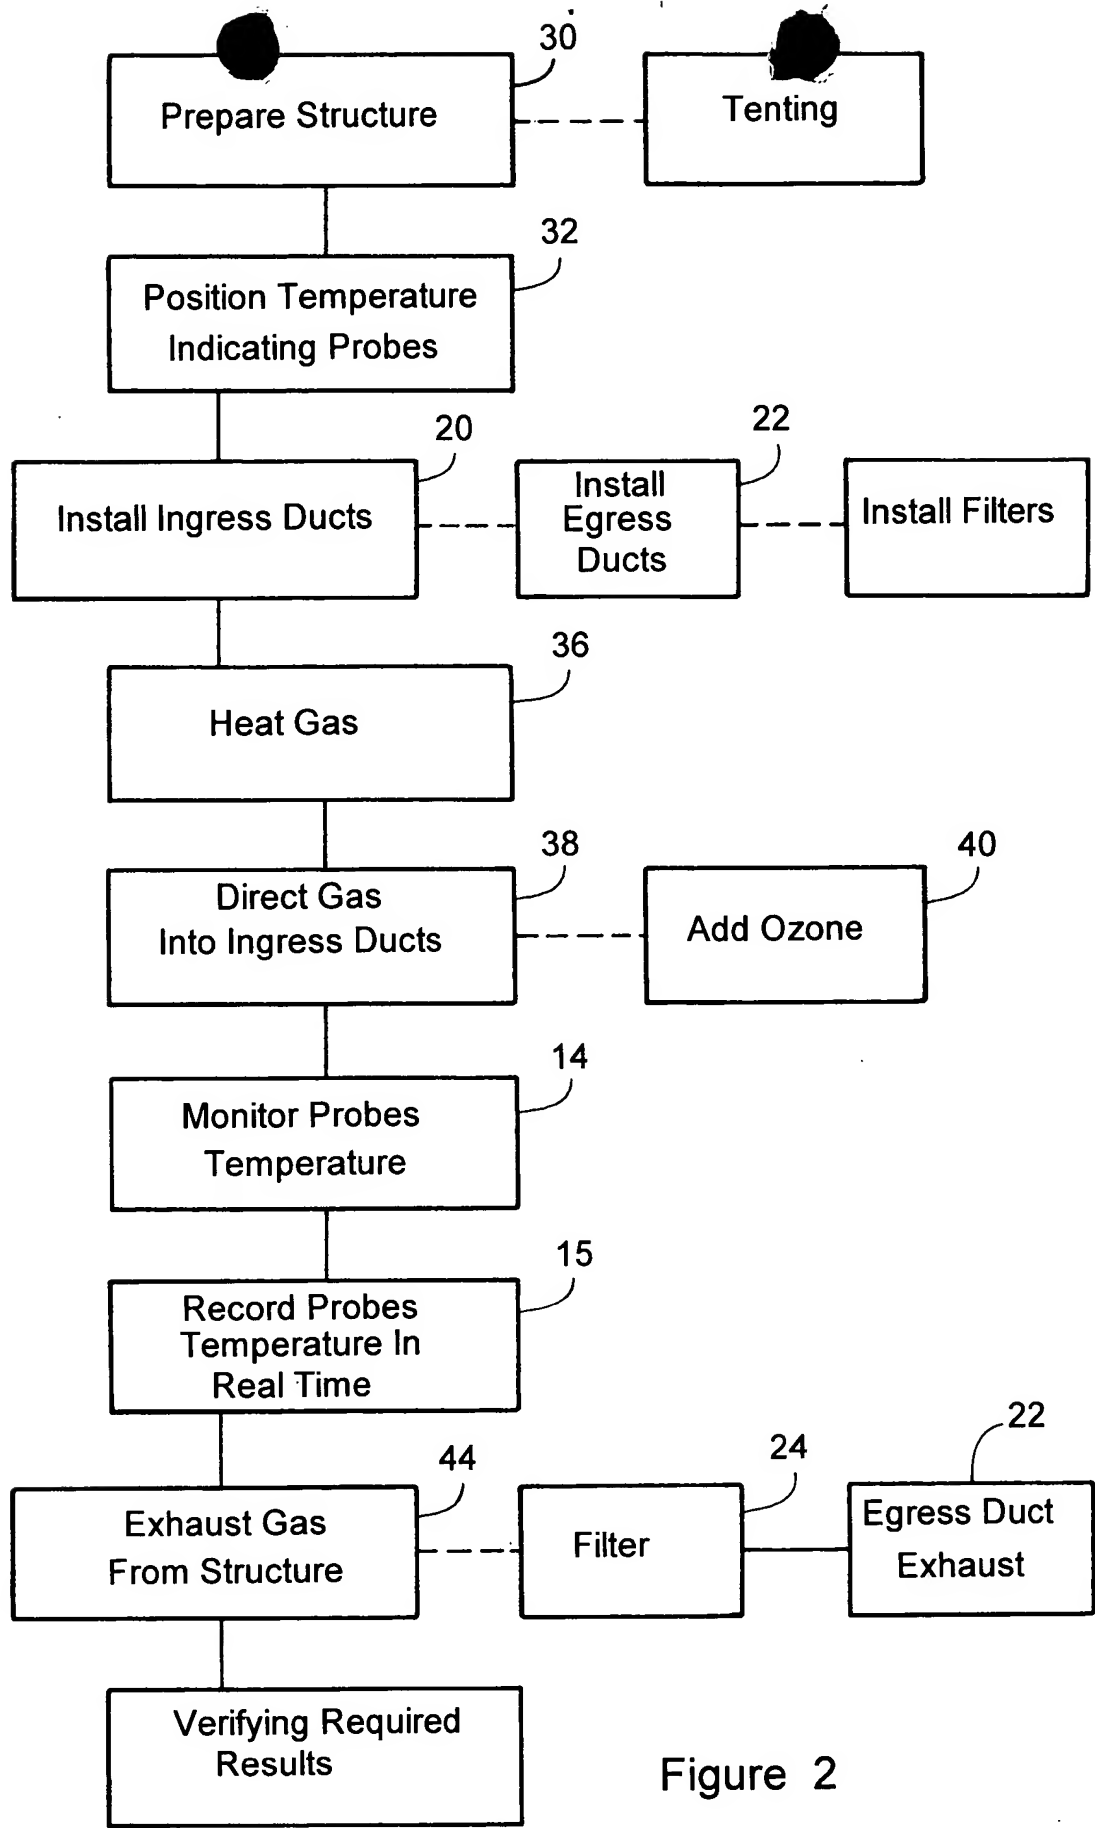 30
Prepare Structure
Tenting
32
Position Temperature
Indicating Probes
20
22
Install Ingress Ducts
Install
Egress
Ducts
Install Filters
36
Heat Gas
38
40
Direct Gas
Into Ingress Ducts
Add Ozone
14
Monitor Probes
Temperature
15
Record Probes
Temperature In
Real Time
44
24
22
Exhaust Gas
From Structure
Filter
Egress Duct
Exhaust
Verifying Required
Results
Figure 2